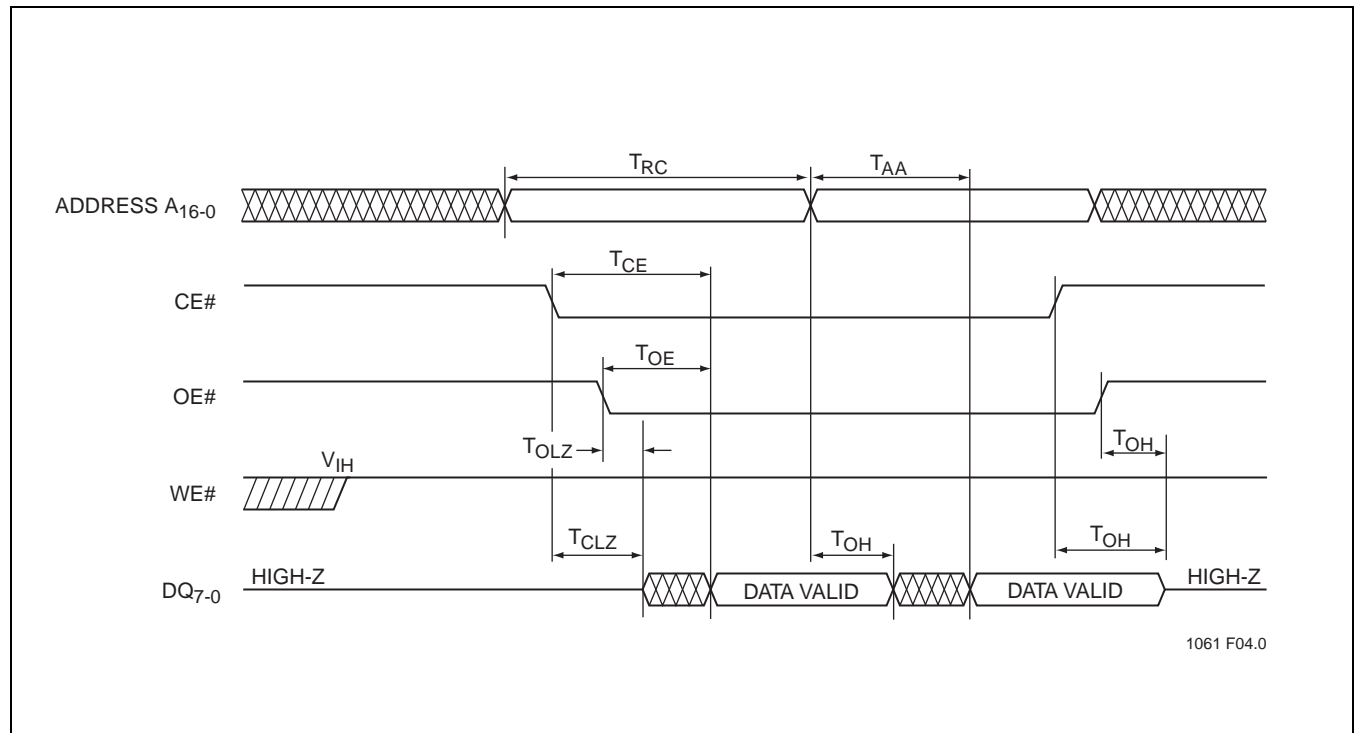 TRC TAA
ADDRESS A16-0
TCE
CE#
TOE
OE#
TOLZ TOH
VIH
WE#
TCLZ TOH TOH
HIGH-Z HIGH-Z
DQ7-0 DATA VALID DATA VALID
1061 F04.0